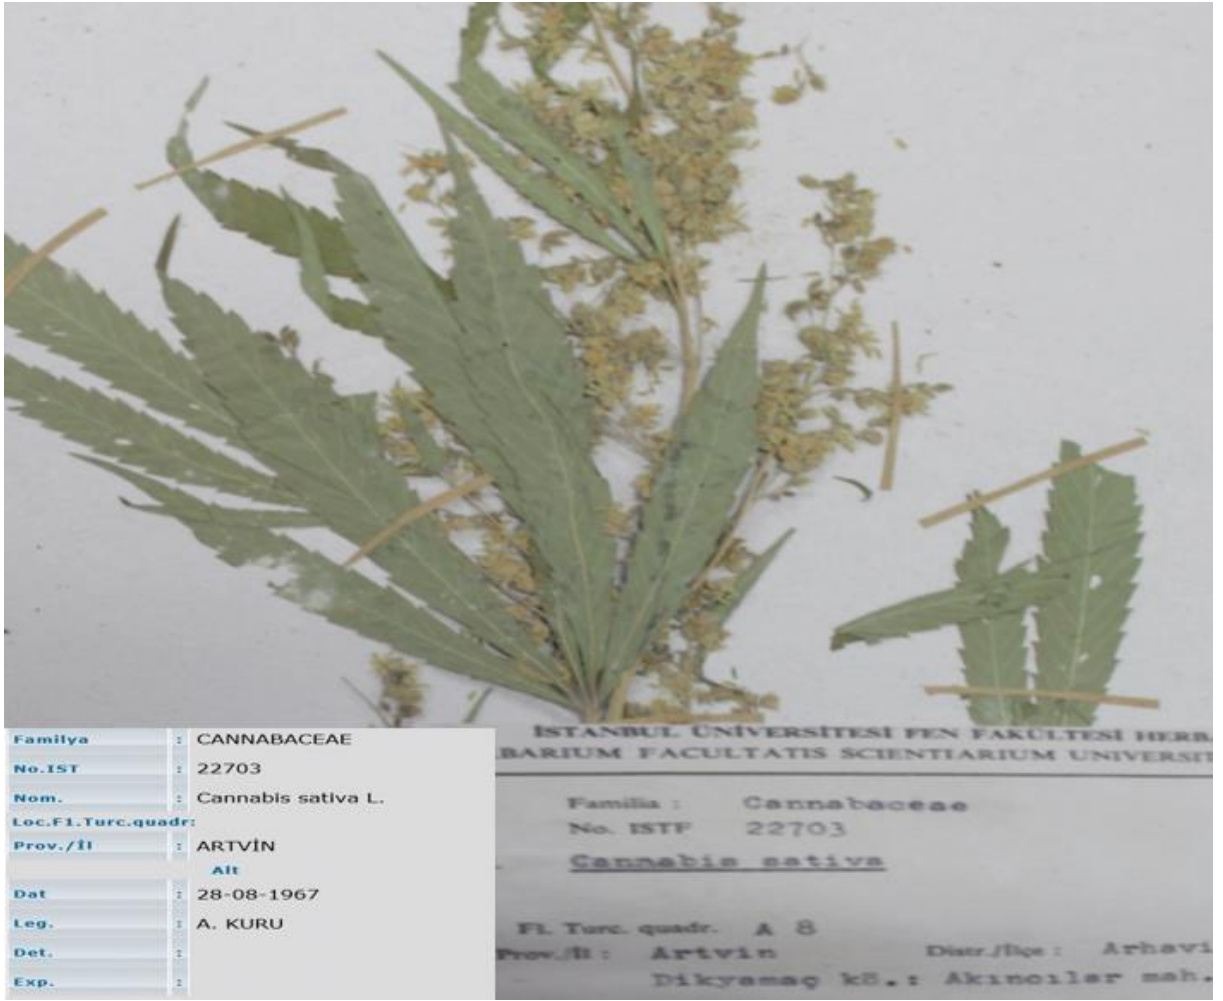 Familya : CANNABACEAE
No.IST : 22703
Nom. : Cannabis sativa L.
Loc.F1.Turc.quadr:
Prov./İl : ARTVİN
Alt
Dat : 28-08-1967
Leg. : A. KURU
Det. :
Exp. :
İSTANBUL ÜNİVERSİTESİ FEN FAKÜLTESİ HERB
BARIUM FACULTATIS SCIENTIARIUM UNIVERSIT
Familia : Cannabaceae
No. ISTF 22703
Cannabis sativa
Fl. Turc. quadr. A 8
Prov./İl : Artvin Distr./İlçe : Arhavi
Dikyamaç kö.: Akıncılar mah.